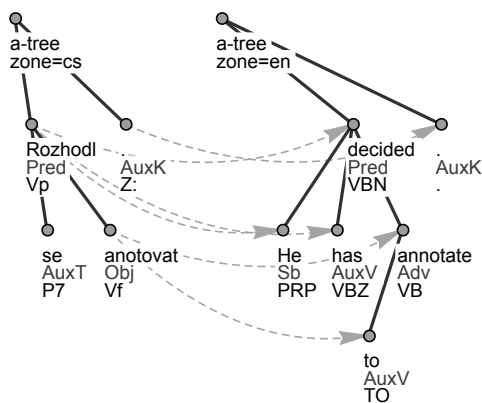 a-tree
zone=cs
a-tree
zone=en
Rozhodl
Pred
Vp
.
AuxK
Z:
decided
Pred
VBN
.
AuxK
.
se
AuxT
P7
anotovat
Obj
Vf
He
Sb
PRP
has
AuxV
VBZ
annotate
Adv
VB
to
AuxV
TO